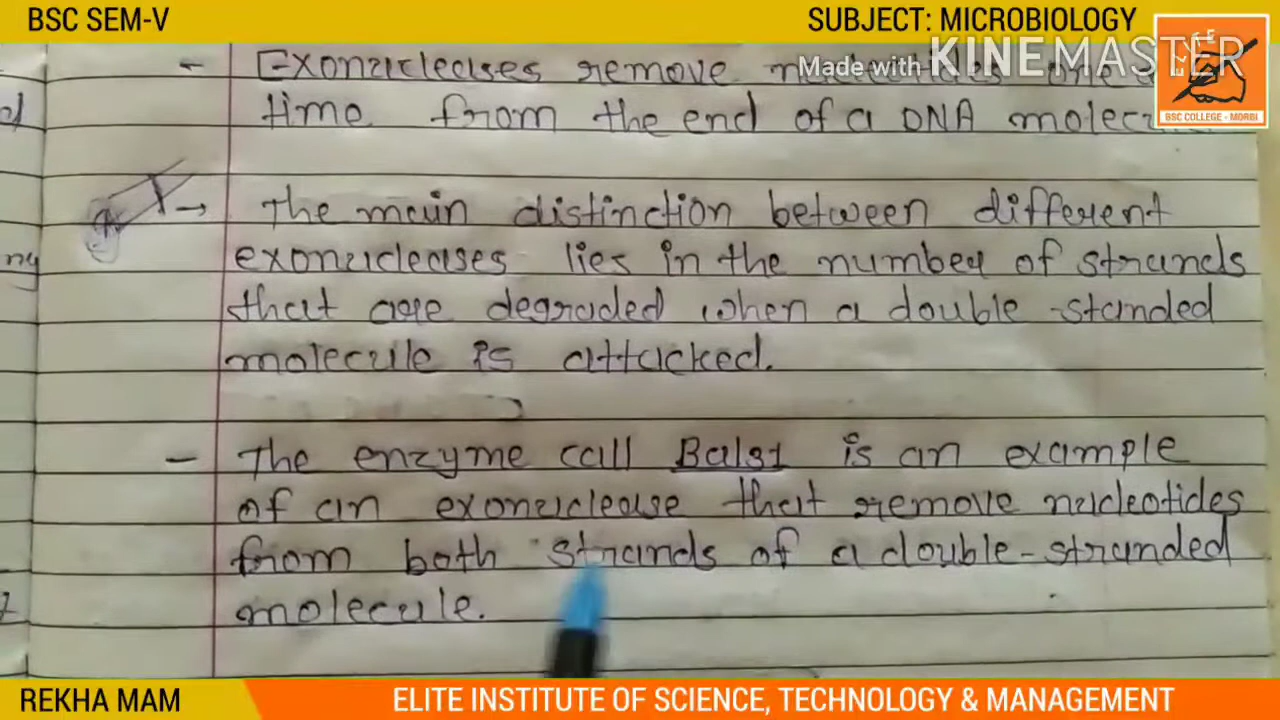 BSC SEM-V
SUBJECT: MICROBIOLOGY
Made with KINEMASTER
ELITE
BSC COLLEGE - MORBI
- Exonucleases remove
time from the end of a DNA
→ The main distinction between different
exonucleases lies in the number of strands
that are degraded when a double-standed
molecule is attacked.
- The enzyme call Bal31 is an example
of an exonuclease that remove nucleotides
from both strands of a double-stranded
molecule.
REKHA MAM
ELITE INSTITUTE OF SCIENCE, TECHNOLOGY & MANAGEMENT